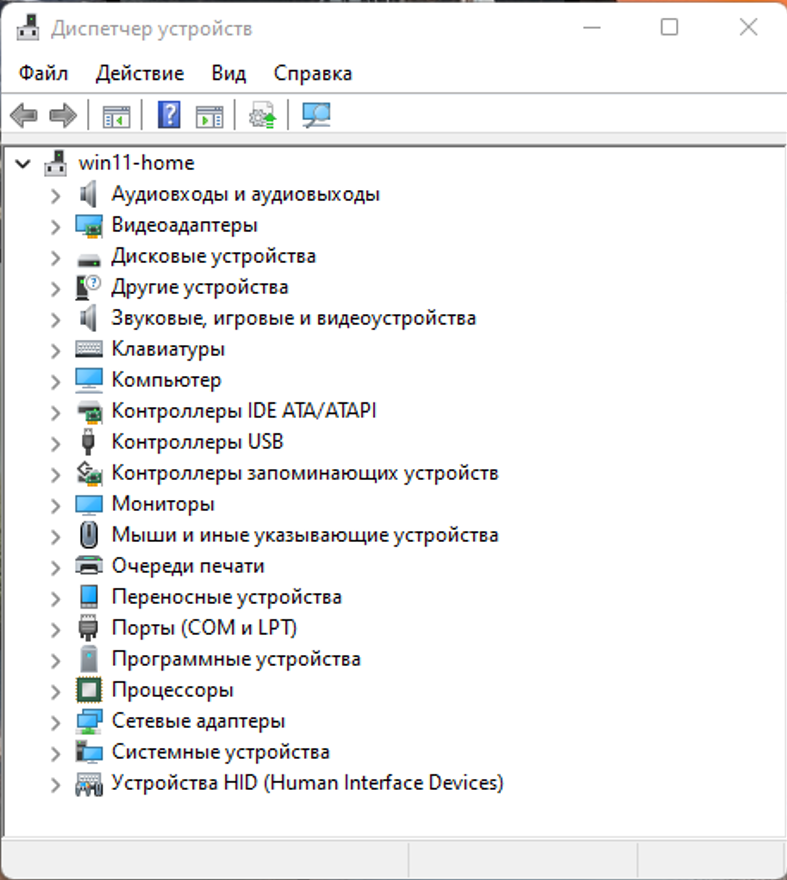 Диспетчер устройств
Файл Действие Вид Справка
win11-home
Аудиовходы и аудиовыходы
Видеоадаптеры
Дисковые устройства
Другие устройства
Звуковые, игровые и видеоустройства
Клавиатуры
Компьютер
Контроллеры IDE ATA/ATAPI
Контроллеры USB
Контроллеры запоминающих устройств
Мониторы
Мыши и иные указывающие устройства
Очереди печати
Переносные устройства
Порты (COM и LPT)
Программные устройства
Процессоры
Сетевые адаптеры
Системные устройства
Устройства HID (Human Interface Devices)